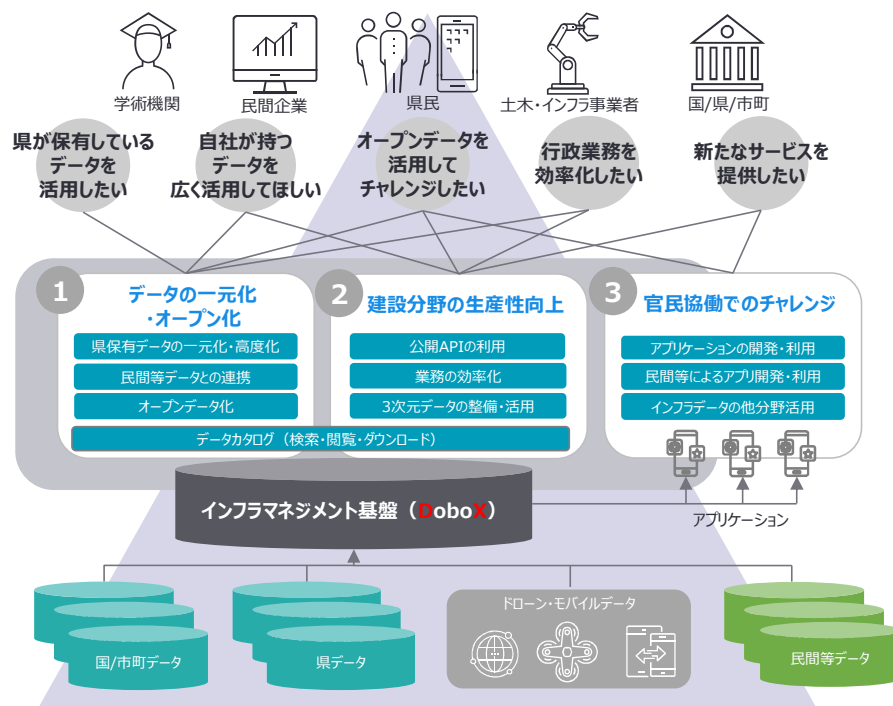 学術機関
民間企業
県民
土木・インフラ事業者
国/県/市町
県が保有している
データを
活用したい
自社が持つ
データを
広く活用してほしい
オープンデータを
活用して
チャレンジしたい
行政業務を
効率化したい
新たなサービスを
提供したい
1
データの一元化
・オープン化
県保有データの一元化・高度化
民間等データとの連携
オープンデータ化
2
建設分野の生産性向上
公開APIの利用
業務の効率化
3次元データの整備・活用
データカタログ（検索・閲覧・ダウンロード）
3
官民協働でのチャレンジ
アプリケーションの開発・利用
民間等によるアプリ開発・利用
インフラデータの他分野活用
インフラマネジメント基盤（DoboX）
アプリケーション
国/市町データ
県データ
ドローン・モバイルデータ
民間等データ